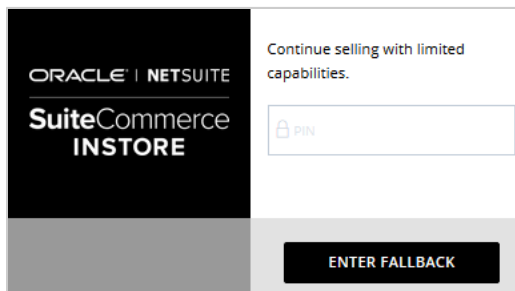 ORACLE | NETSUITE
SuiteCommerce
INSTORE
Continue selling with limited
capabilities.
PIN
ENTER FALLBACK